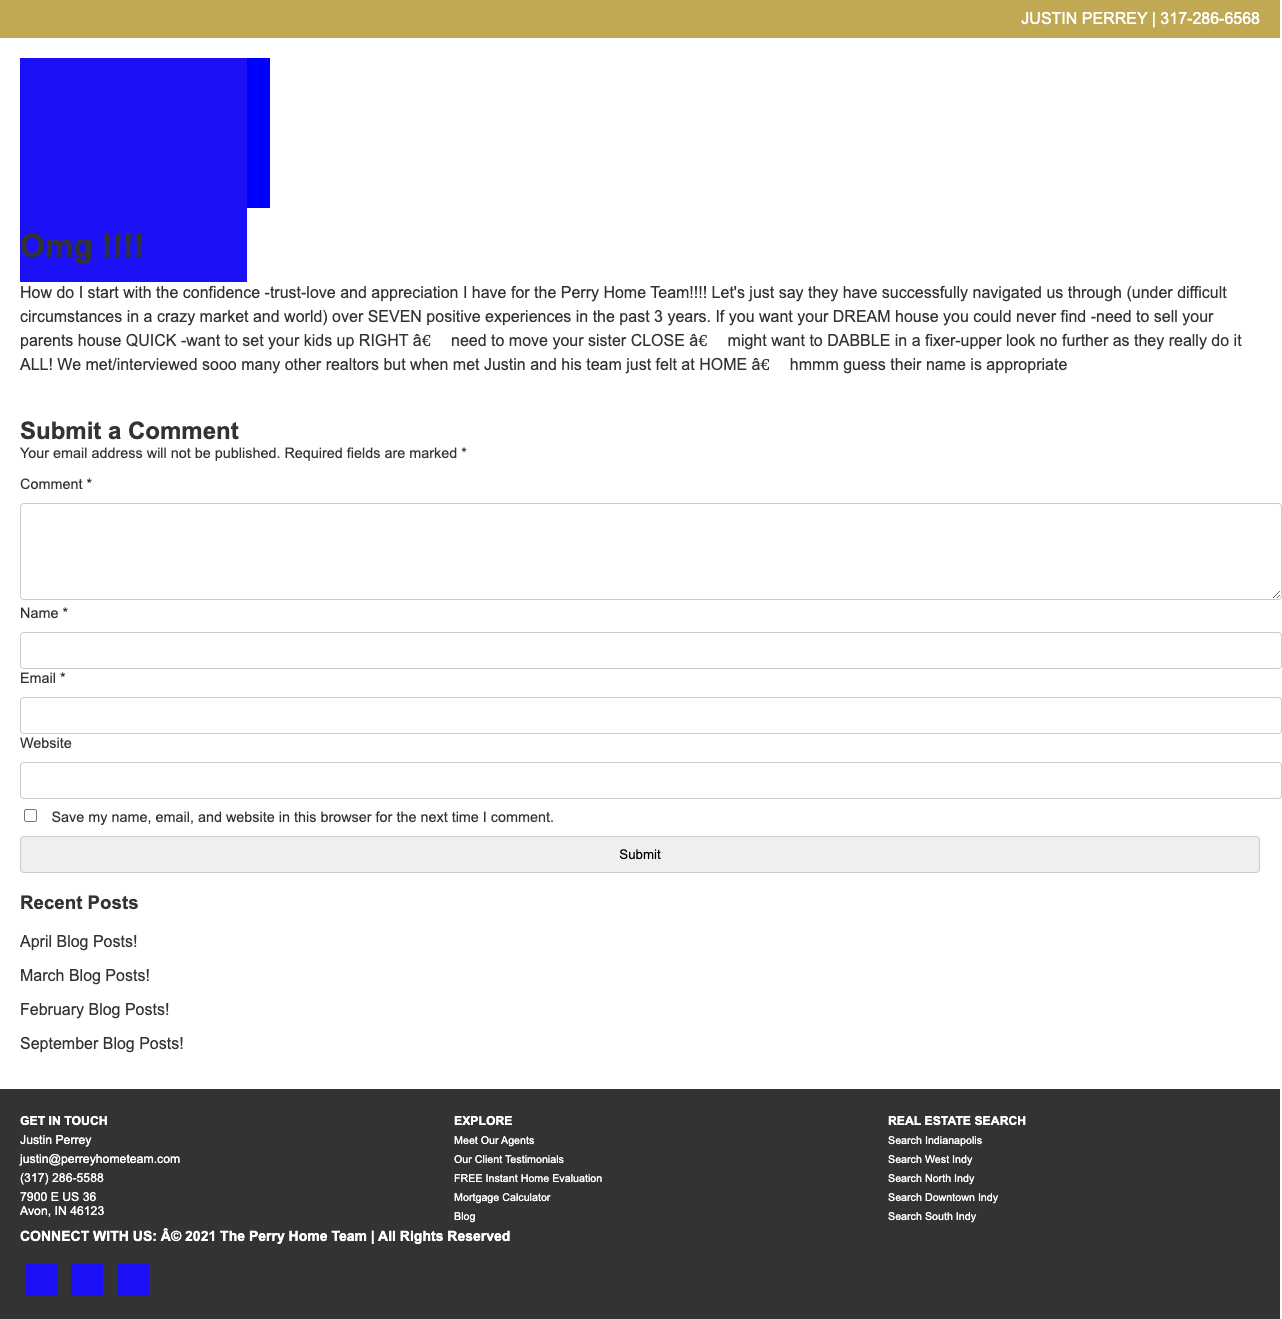 JUSTIN PERREY | 317-286-6568
Omg !!!!
How do I start with the confidence -trust-love and appreciation I have for the Perry Home Team!!!! Let's just say they have successfully navigated us through (under difficult
circumstances in a crazy market and world) over SEVEN positive experiences in the past 3 years. If you want your DREAM house you could never find -need to sell your
parents house QUICK -want to set your kids up RIGHT â€ need to move your sister CLOSE â€ might want to DABBLE in a fixer-upper look no further as they really do it
ALL! We met/interviewed sooo many other realtors but when met Justin and his team just felt at HOME â€ hmmm guess their name is appropriate
Submit a Comment
Your email address will not be published. Required fields are marked *
Comment *
Name *
Email *
Website
Save my name, email, and website in this browser for the next time I comment.
Submit
Recent Posts
April Blog Posts!
March Blog Posts!
February Blog Posts!
September Blog Posts!
GET IN TOUCH
Justin Perrey
justin@perreyhometeam.com
(317) 286-5588
7900 E US 36
Avon, IN 46123
EXPLORE
Meet Our Agents
Our Client Testimonials
FREE Instant Home Evaluation
Mortgage Calculator
Blog
REAL ESTATE SEARCH
Search Indianapolis
Search West Indy
Search North Indy
Search Downtown Indy
Search South Indy
CONNECT WITH US: Â© 2021 The Perry Home Team | All Rights Reserved